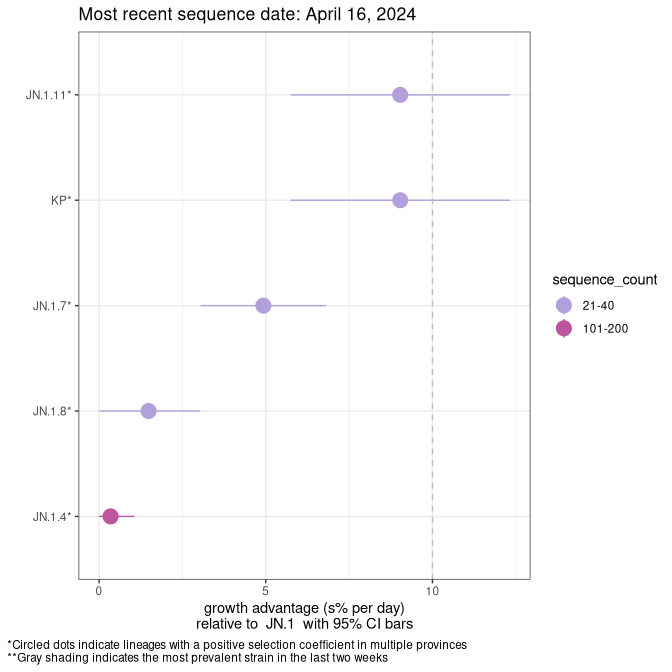 Most recent sequence date: April 16, 2024
JN.1.11*
KP*
JN.1.7*
JN.1.8*
JN.1.4*
0 5 10
growth advantage (s% per day)
relative to JN.1 with 95% CI bars
sequence_count
21-40
101-200
*Circled dots indicate lineages with a positive selection coefficient in multiple provinces
**Gray shading indicates the most prevalent strain in the last two weeks